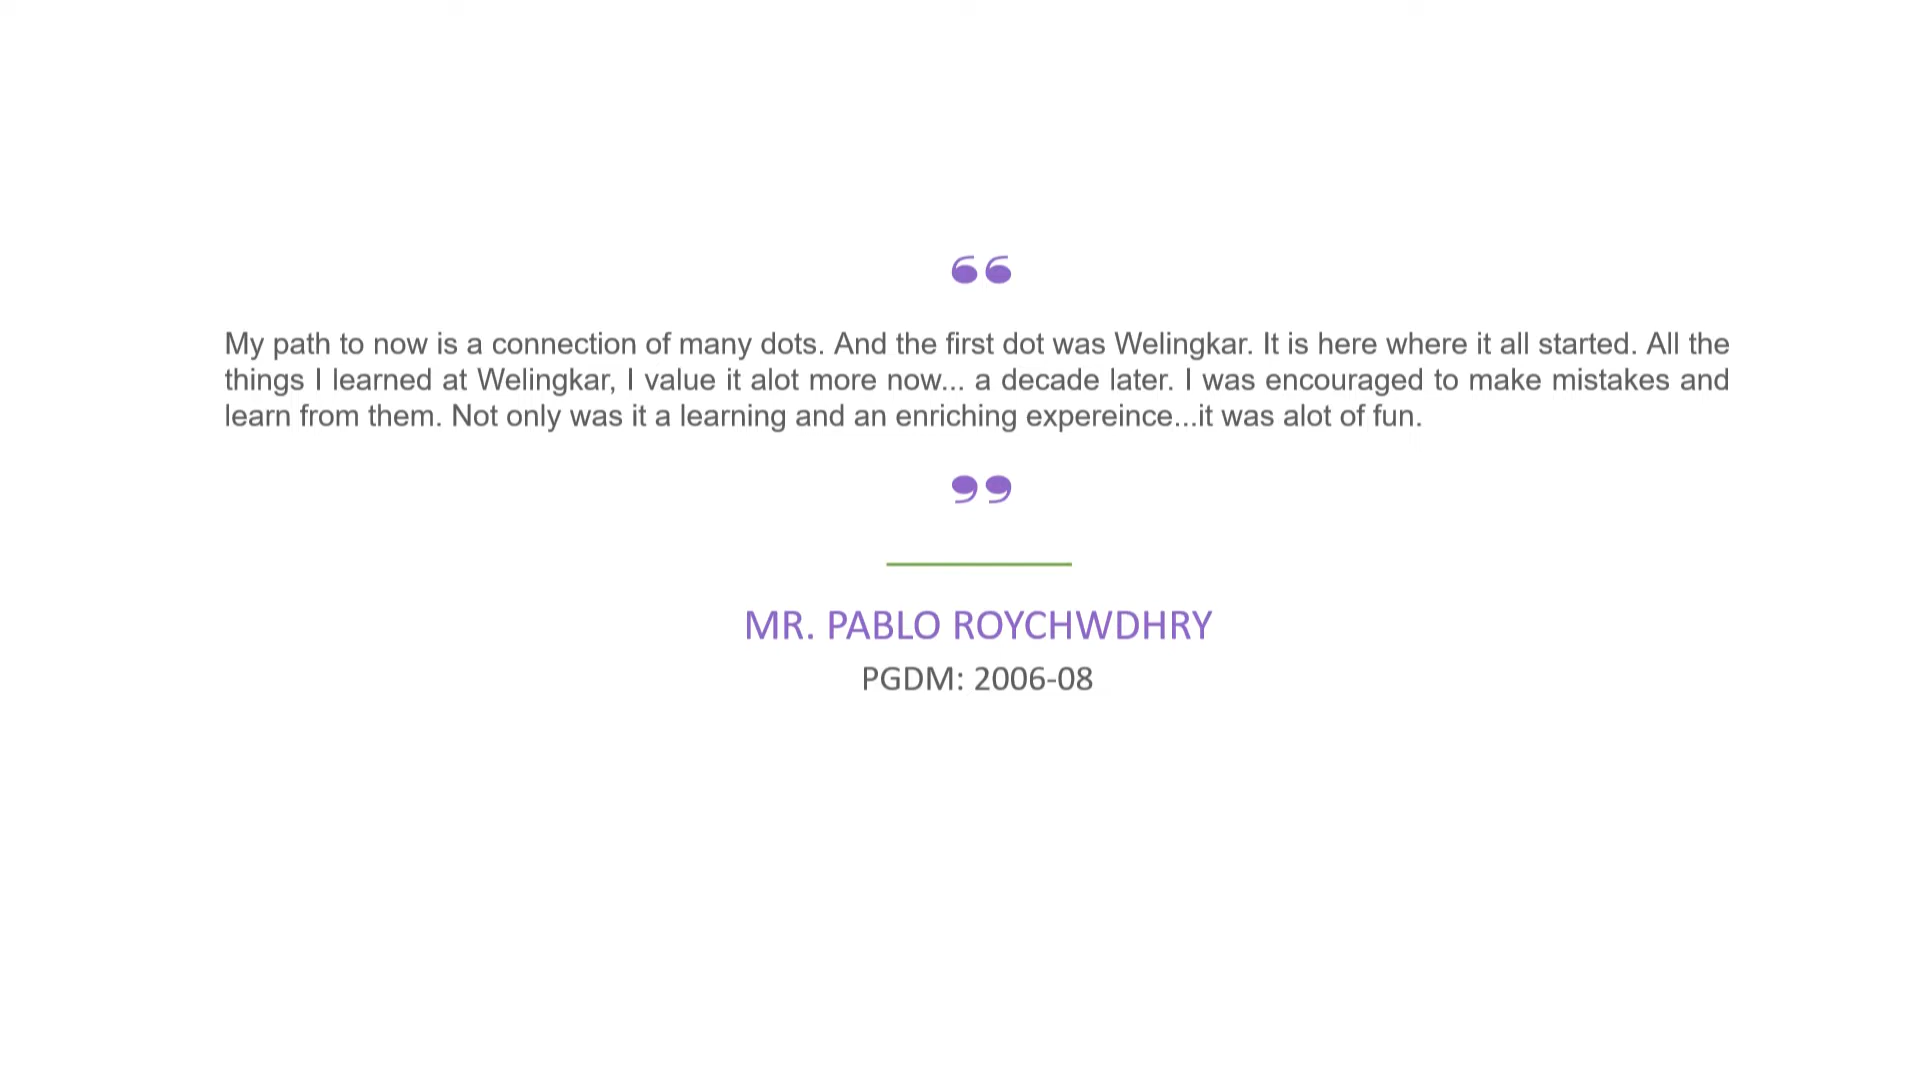 ❝
My path to now is a connection of many dots. And the first dot was Welingkar. It is here where it all started. All the
things I learned at Welingkar, I value it alot more now... a decade later. I was encouraged to make mistakes and
learn from them. Not only was it a learning and an enriching expereince...it was alot of fun.
❞
MR. PABLO ROYCHWDHRY
PGDM: 2006-08